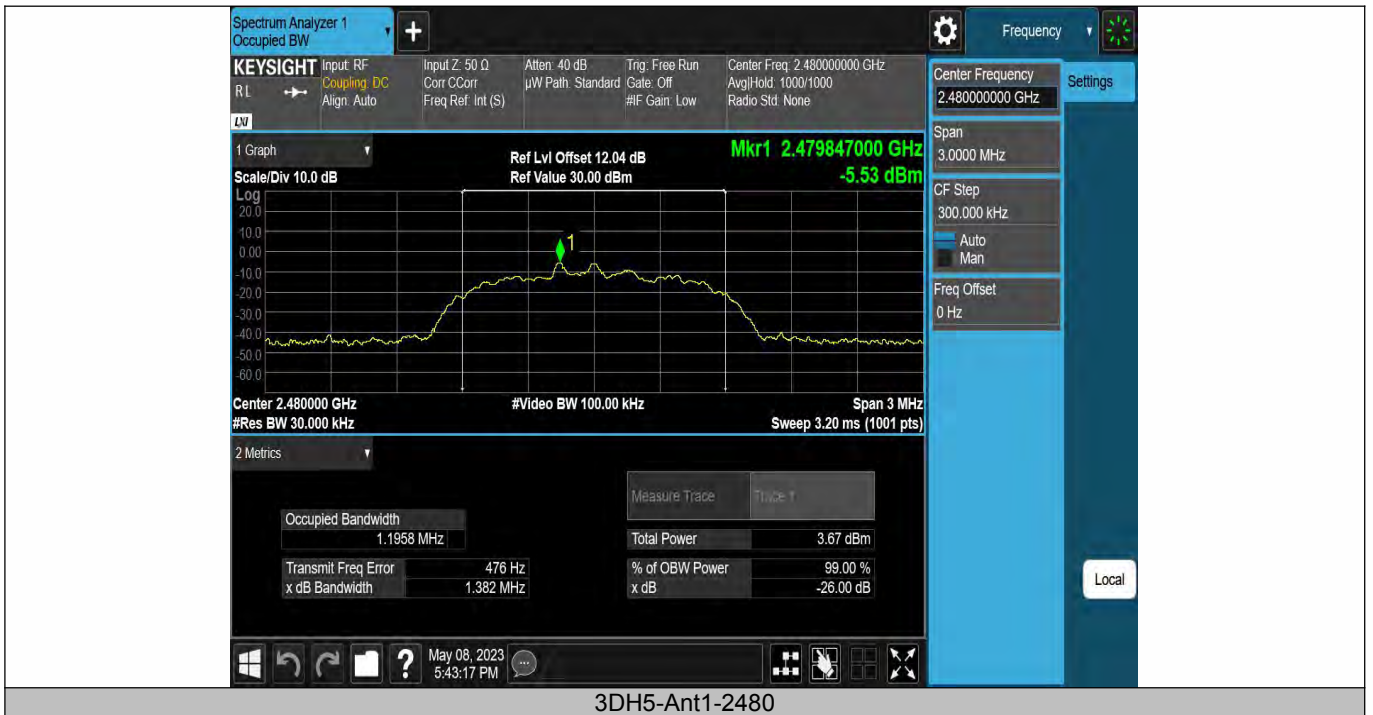 Spectrum Analyzer 1
Occupied BW
+
Frequency
KEYSIGHT
R L
LXI
Input: RF
Coupling: DC
Align: Auto
Input Z: 50 Ω
Corr CCorr
Freq Ref: Int (S)
Atten: 40 dB
µW Path: Standard
Trig: Free Run
Gate: Off
#IF Gain: Low
Center Freq: 2.480000000 GHz
Avg|Hold: 1000/1000
Radio Std: None
Center Frequency
2.480000000 GHz
Settings
Span
3.0000 MHz
CF Step
300.000 kHz
Auto
Man
Freq Offset
0 Hz
1 Graph
Scale/Div 10.0 dB
Ref Lvl Offset 12.04 dB
Ref Value 30.00 dBm
Mkr1 2.479847000 GHz
-5.53 dBm
Log
20.0
10.0
0.00
-10.0
-20.0
-30.0
-40.0
-50.0
-60.0
1
Center 2.480000 GHz
#Video BW 100.00 kHz
Span 3 MHz
#Res BW 30.000 kHz
Sweep 3.20 ms (1001 pts)
2 Metrics
Measure Trace
Trace 1
Occupied Bandwidth
1.1958 MHz
Total Power
3.67 dBm
Transmit Freq Error
476 Hz
% of OBW Power
99.00 %
x dB Bandwidth
1.382 MHz
x dB
-26.00 dB
Local
?
May 08, 2023
5:43:17 PM
3DH5-Ant1-2480